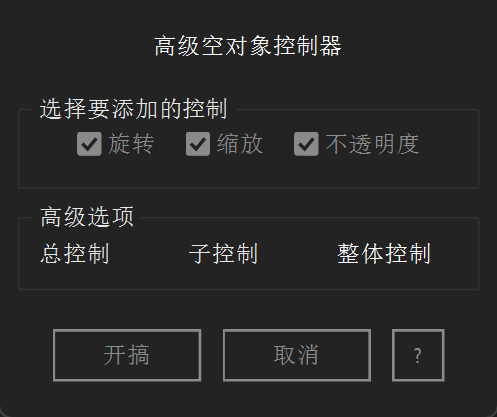 高级空对象控制器
选择要添加的控制
旋转 缩放 不透明度
高级选项
总控制 子控制 整体控制
开搞 取消 ?